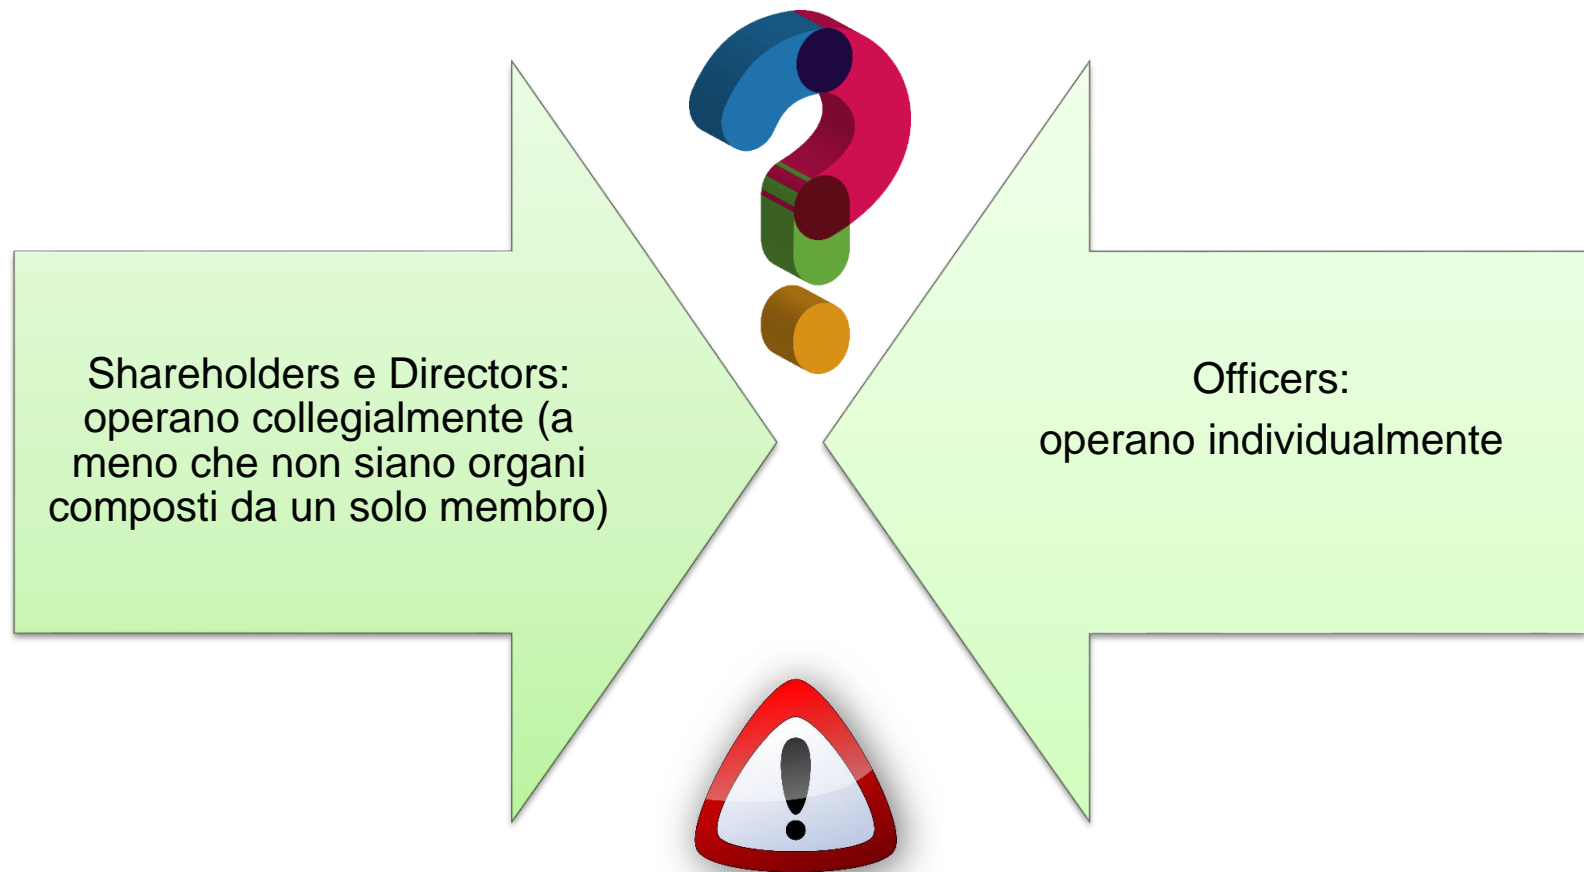 Shareholders e Directors:
operano collegialmente (a
meno che non siano organi
composti da un solo membro)
Officers:
operano individualmente